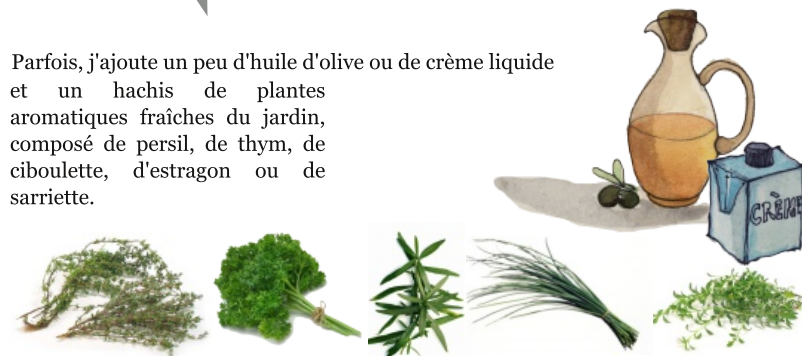 Parfois, j'ajoute un peu d'huile d'olive ou de crème liquide
et un hachis de plantes
aromatiques fraîches du jardin,
composé de persil, de thym, de
ciboulette, d'estragon ou de
sarriette.
CRÈME